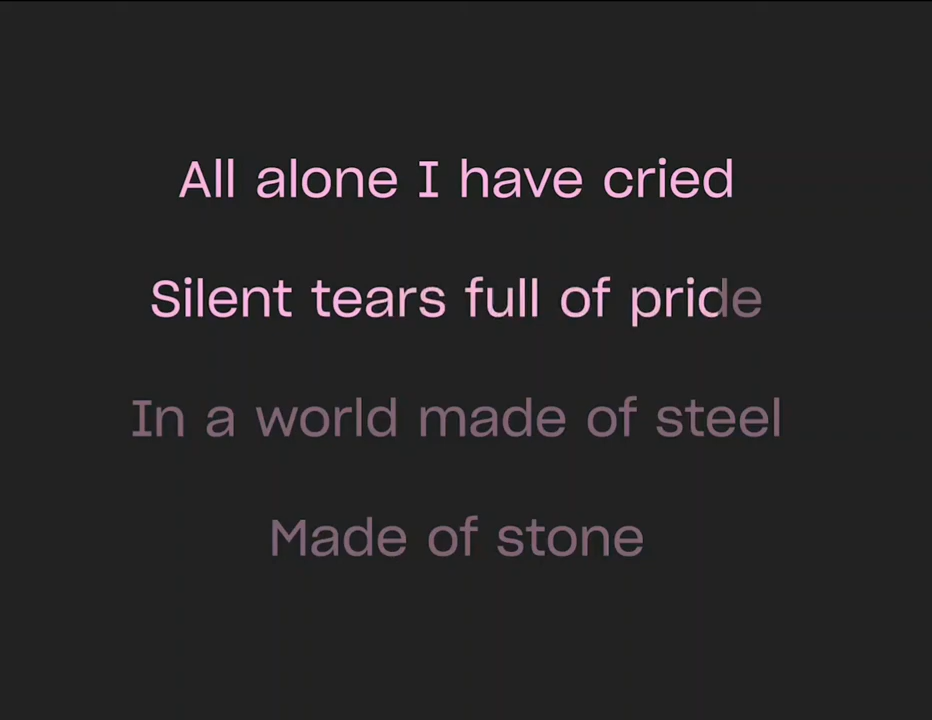 All alone I have cried
Silent tears full of pride
In a world made of steel
Made of stone